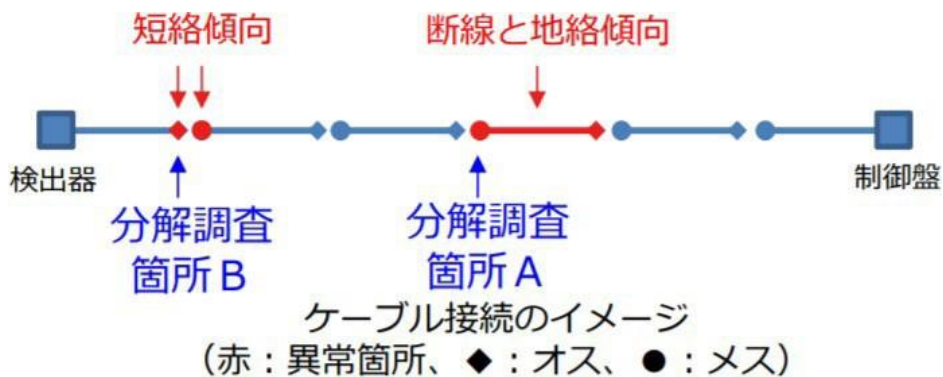 短絡傾向
断線と地絡傾向
検出器
制御盤
分解調査
箇所B
分解調査
箇所A
ケーブル接続のイメージ
(赤:異常箇所、◆:オス、●:メス)